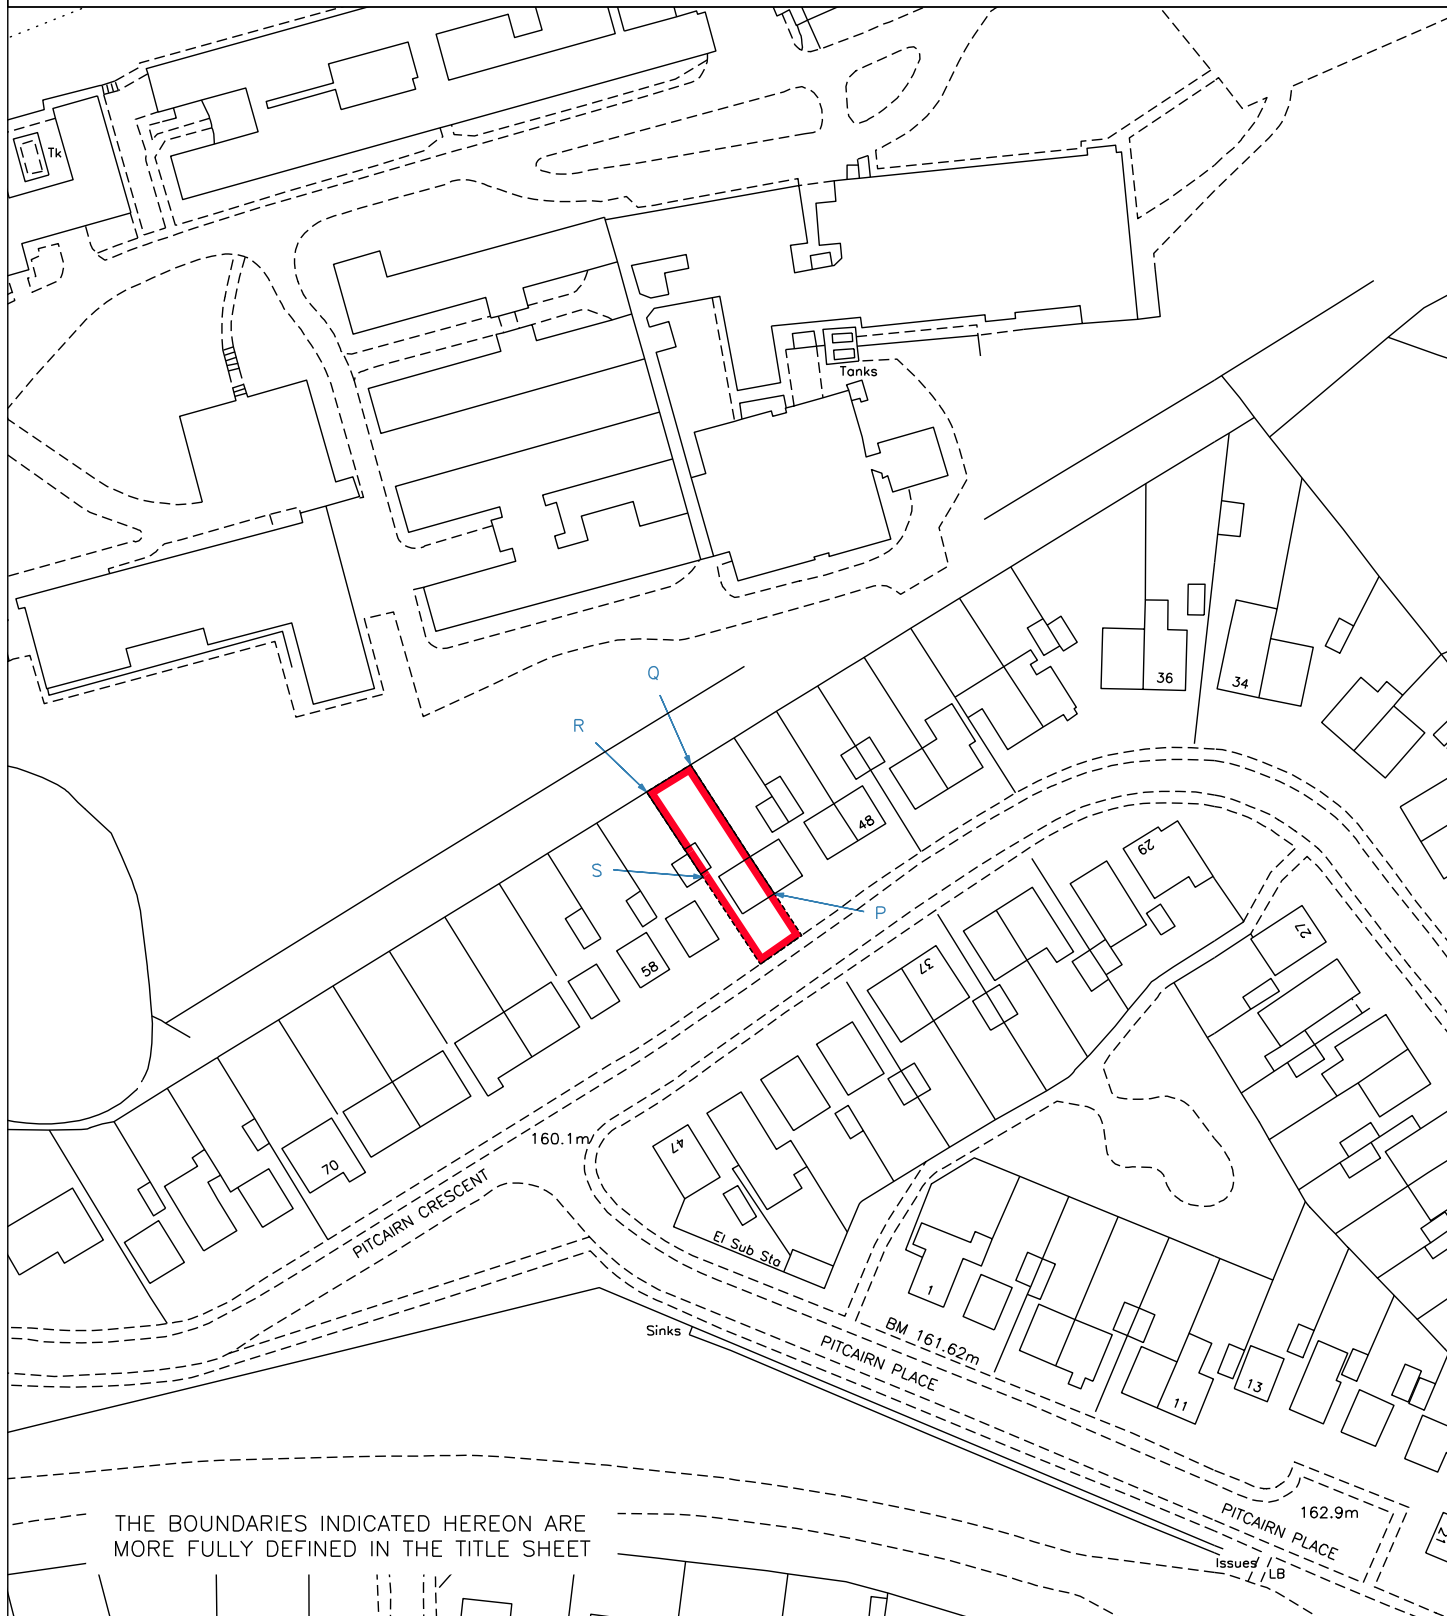 Tk
Tanks
36
34
Q
R
48
29
S
P
27
58
37
160.1m
47
70
PITCAIRN CRESCENT
El Sub Sta
1
BM 161.62m
Sinks
PITCAIRN PLACE
13
11
PITCAIRN PLACE
162.9m
21
THE BOUNDARIES INDICATED HEREON ARE
MORE FULLY DEFINED IN THE TITLE SHEET
Issues
LB